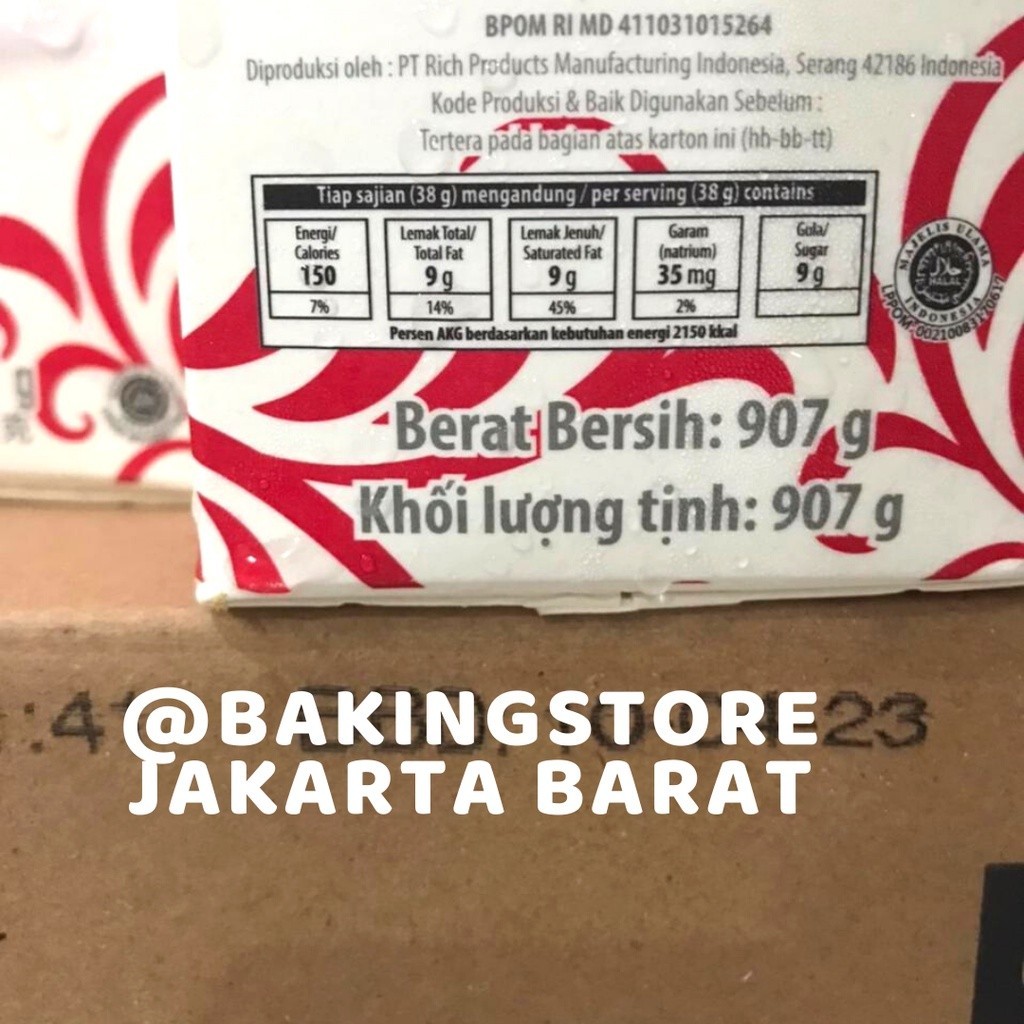 BPOM RI MD 411031015264
Diproduksi oleh : PT Rich Products Manufacturing Indonesia, Serang 42186 Indonesia
Kode Produksi & Baik Digunakan Sebelum :
Tertera pada bagian atas karton ini (hh-bb-tt)
Tiap sajian (38 g) mengandung / per serving (38 g) contains
Energi/ Calories 150 7%
Lemak Total/ Total Fat 9 g 14%
Lemak Jenuh/ Saturated Fat 9 g 45%
Garam (natrium) 35 mg 2%
Gula/ Sugar 9 g
Persen AKG berdasarkan kebutuhan energi 2150 kkal
MAJELIS ULAMA INDONESIA
حلال
HALAL
Berat Bersih: 907 g
Khối lượng tịnh: 907 g
@BAKINGSTORE
JAKARTA BARAT
23